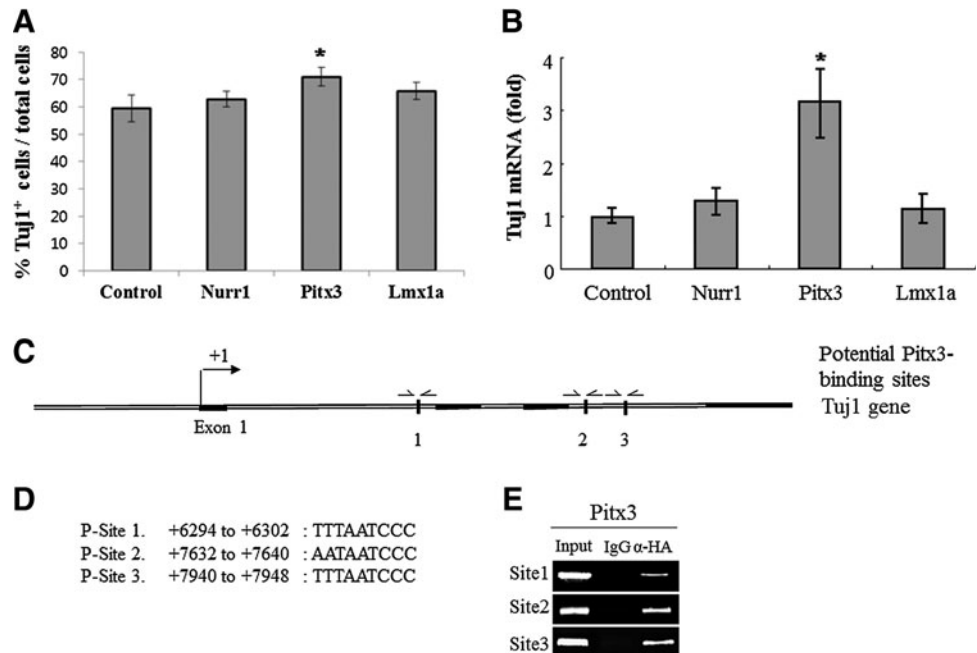 A
% Tuj1+ cells / total cells
80
70
60
50
40
30
20
10
0
Control Nurr1 Pitx3 Lmx1a
*
B
Tuj1 mRNA (fold)
4
3
2
1
0
Control Nurr1 Pitx3 Lmx1a
*
C
+1
Exon 1
1 2 3
Potential Pitx3-
binding sites
Tuj1 gene
D
P-Site 1. +6294 to +6302 : TTTAATCCC
P-Site 2. +7632 to +7640 : AATAATCCC
P-Site 3. +7940 to +7948 : TTTAATCCC
E
Pitx3
Input IgG α-HA
Site1
Site2
Site3